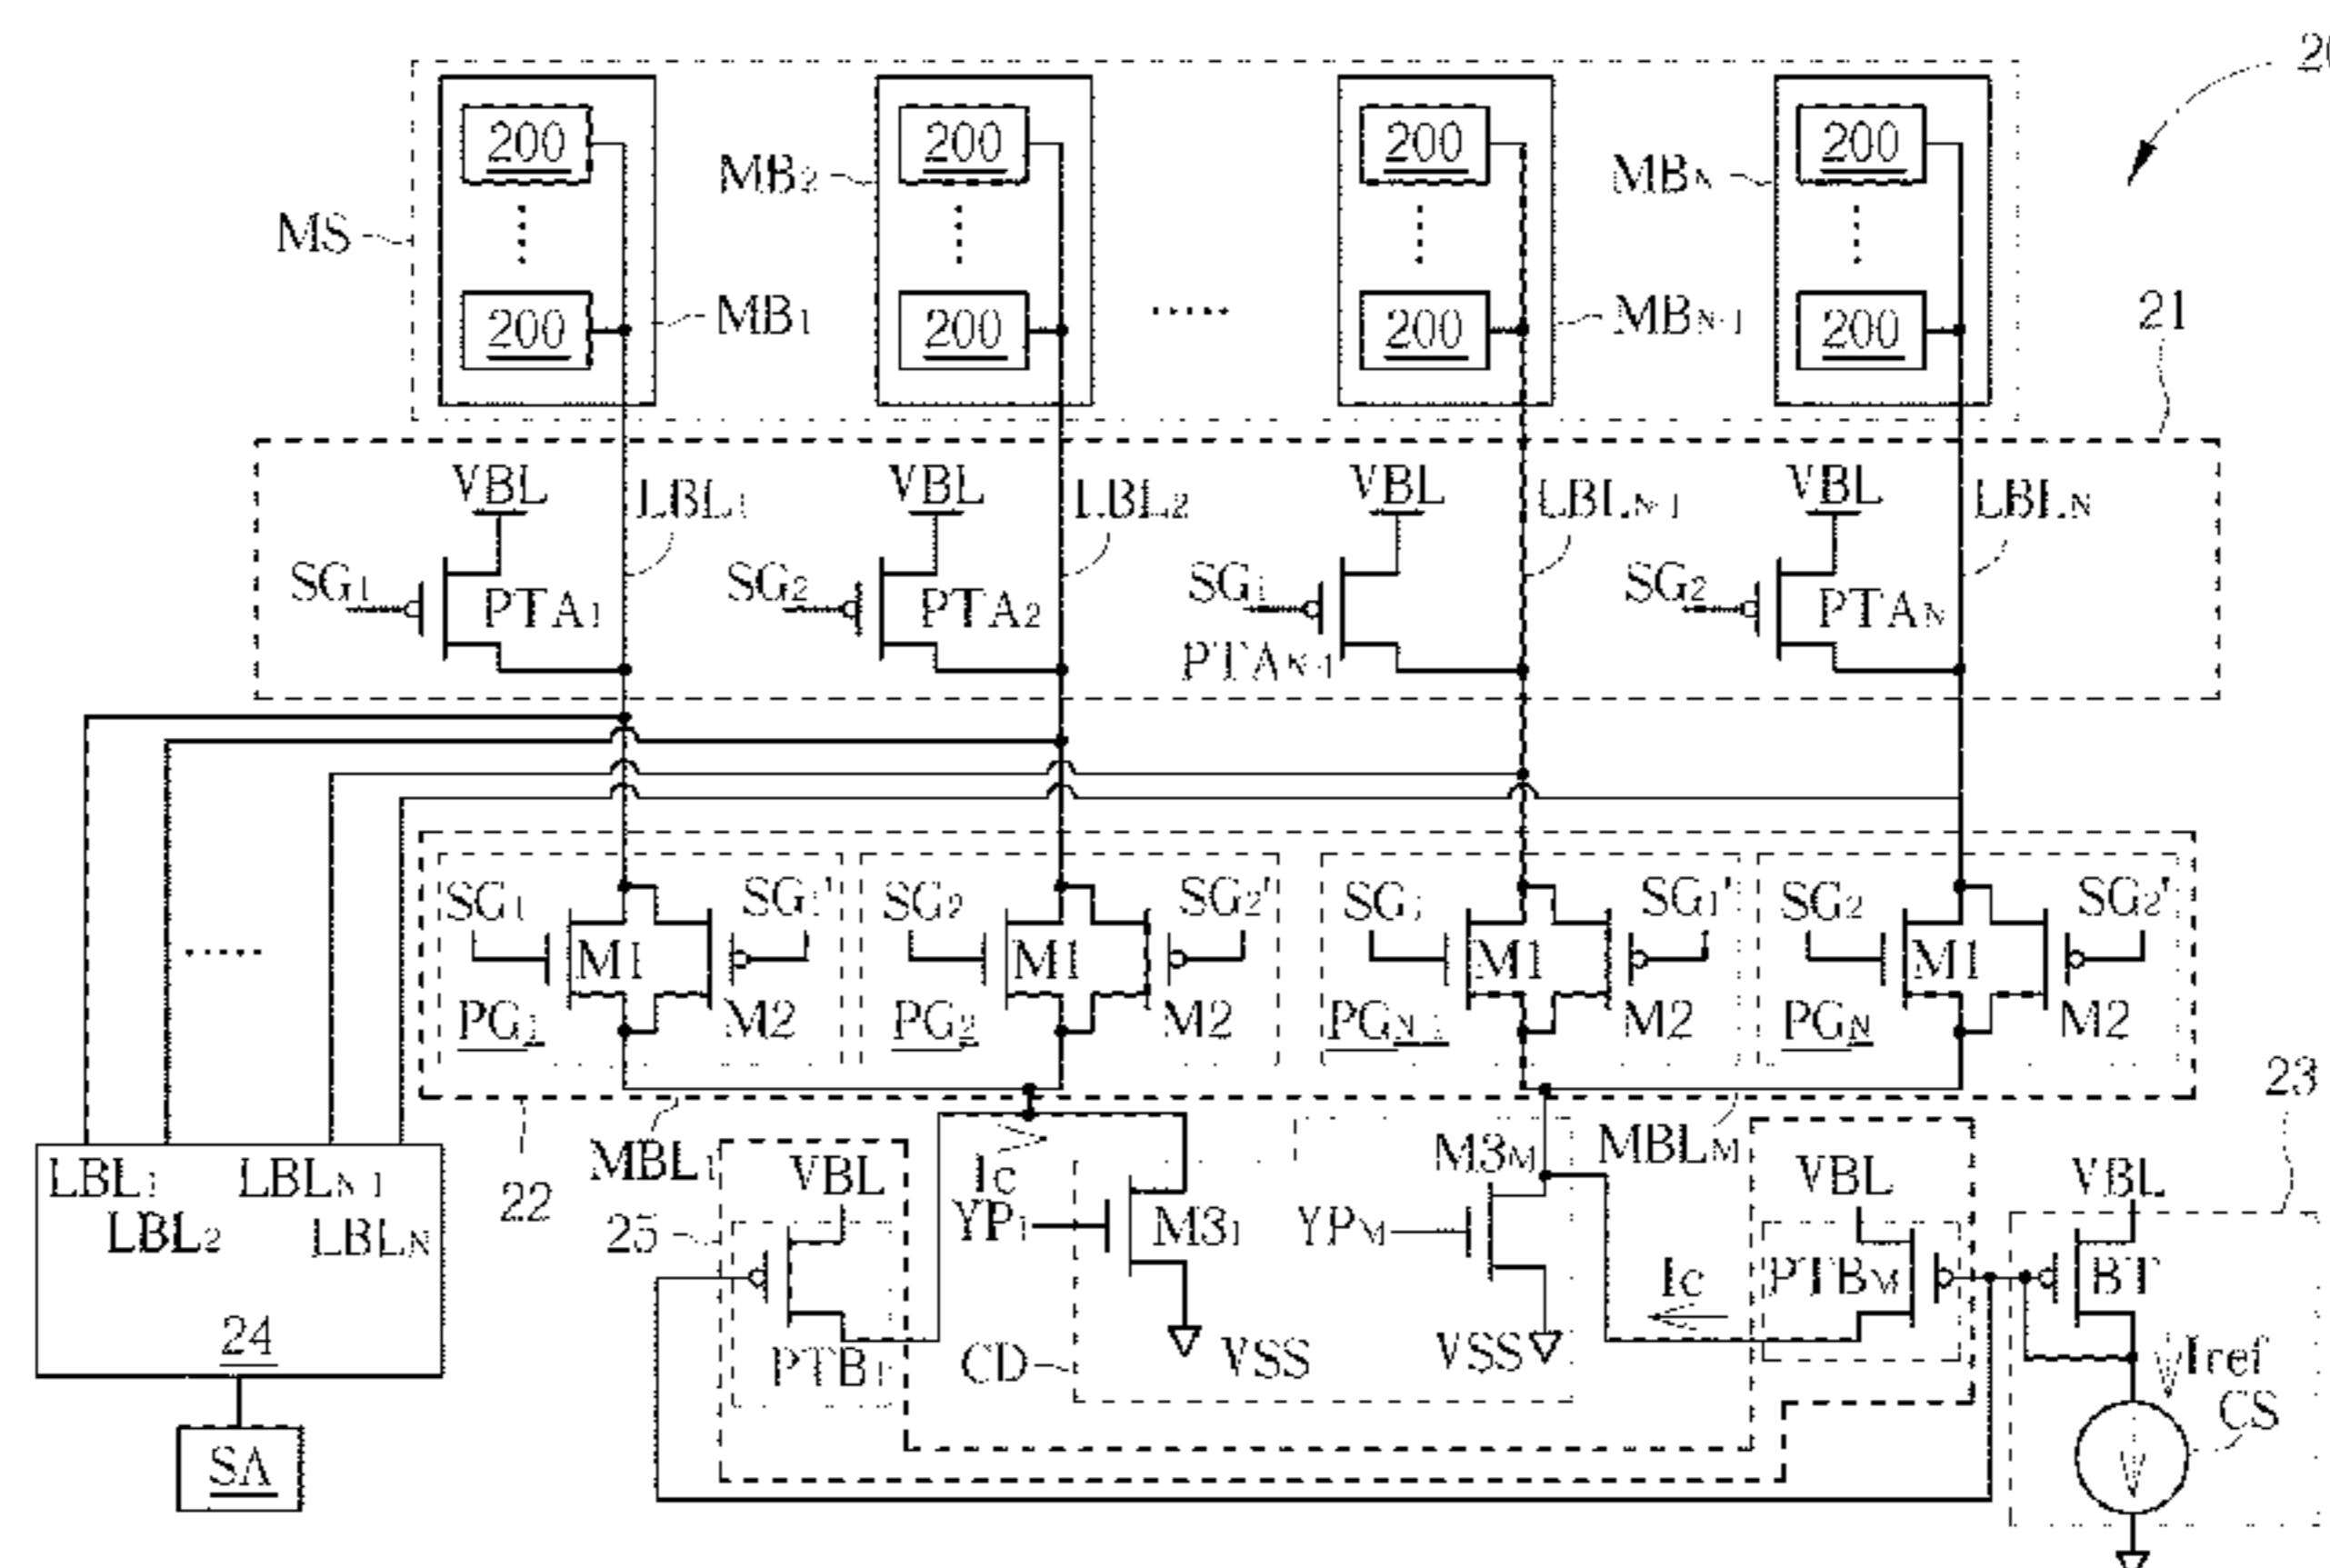 20
200 200 200 200
MB2 MBN
MS
200 200 200 200
MB1 MBN-1
21
VBL VBL VBL VBL
LBL1 LBL2 LBLN-1 LBLN
SG1 SG2 SG1 SG2
PTA1 PTA2 PTAN
PTAN-1
SG1 SG1' SG2 SG2' SG1 SG1' SG2 SG2'
M1 M1 M1 M1
PG1 M2 PG2 M2 PGN-1 M2 PGN M2
23
LBL1 LBLN-1 22 MBL1 VBL Ic M3M MBLM VBL VBL
LBL2 LBLN 25 YP1 M31 YPM Ic PTBM BT
24 PTB1 CD VSS VSS Iref
CS
SA